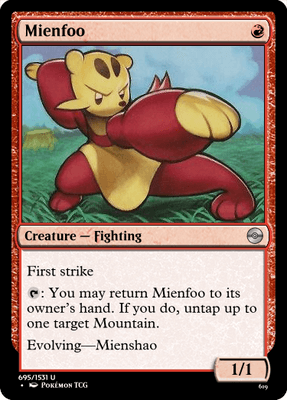 Mienfoo
Creature — Fighting
First strike
: You may return Mienfoo to its
owner's hand. If you do, untap up to
one target Mountain.
Evolving—Mienshao
1/1
695/1531 U
• POKÉMON TCG
619